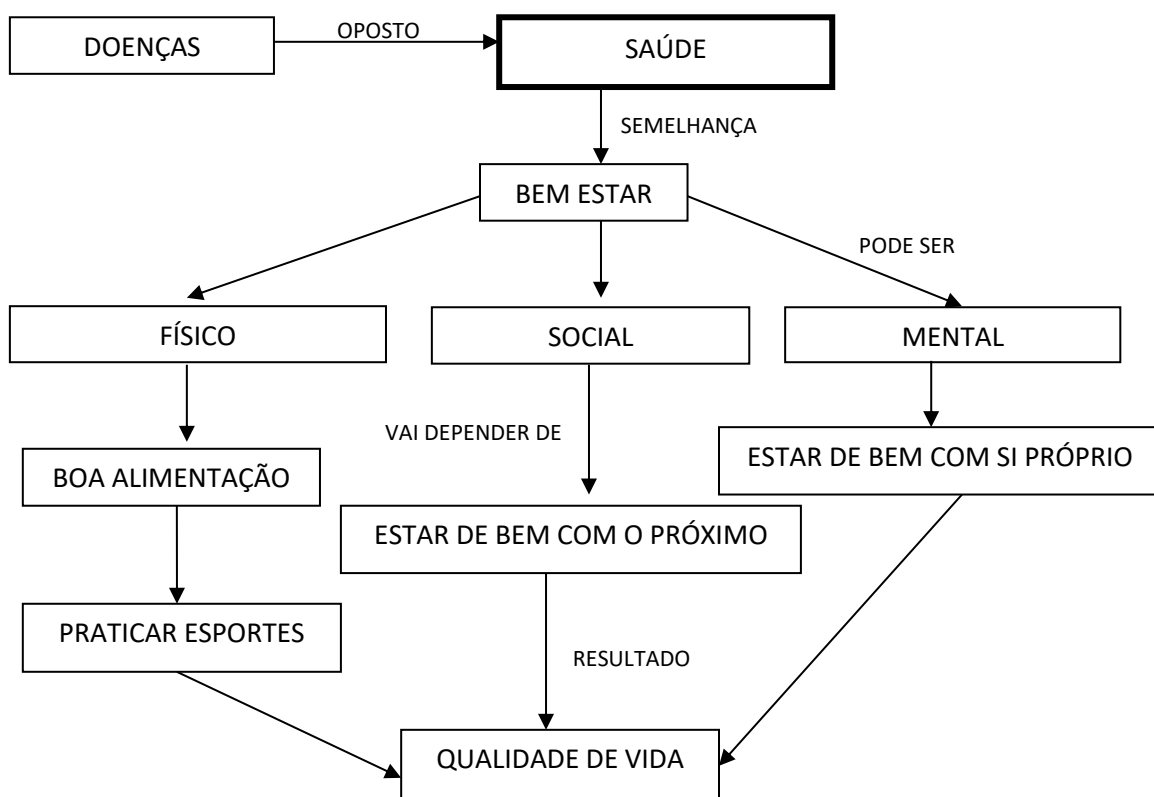 DOENÇAS
OPOSTO
SAÚDE
SEMELHANÇA
BEM ESTAR
PODE SER
FÍSICO
SOCIAL
MENTAL
VAI DEPENDER DE
ESTAR DE BEM COM SI PRÓPRIO
BOA ALIMENTAÇÃO
ESTAR DE BEM COM O PRÓXIMO
PRATICAR ESPORTES
RESULTADO
QUALIDADE DE VIDA